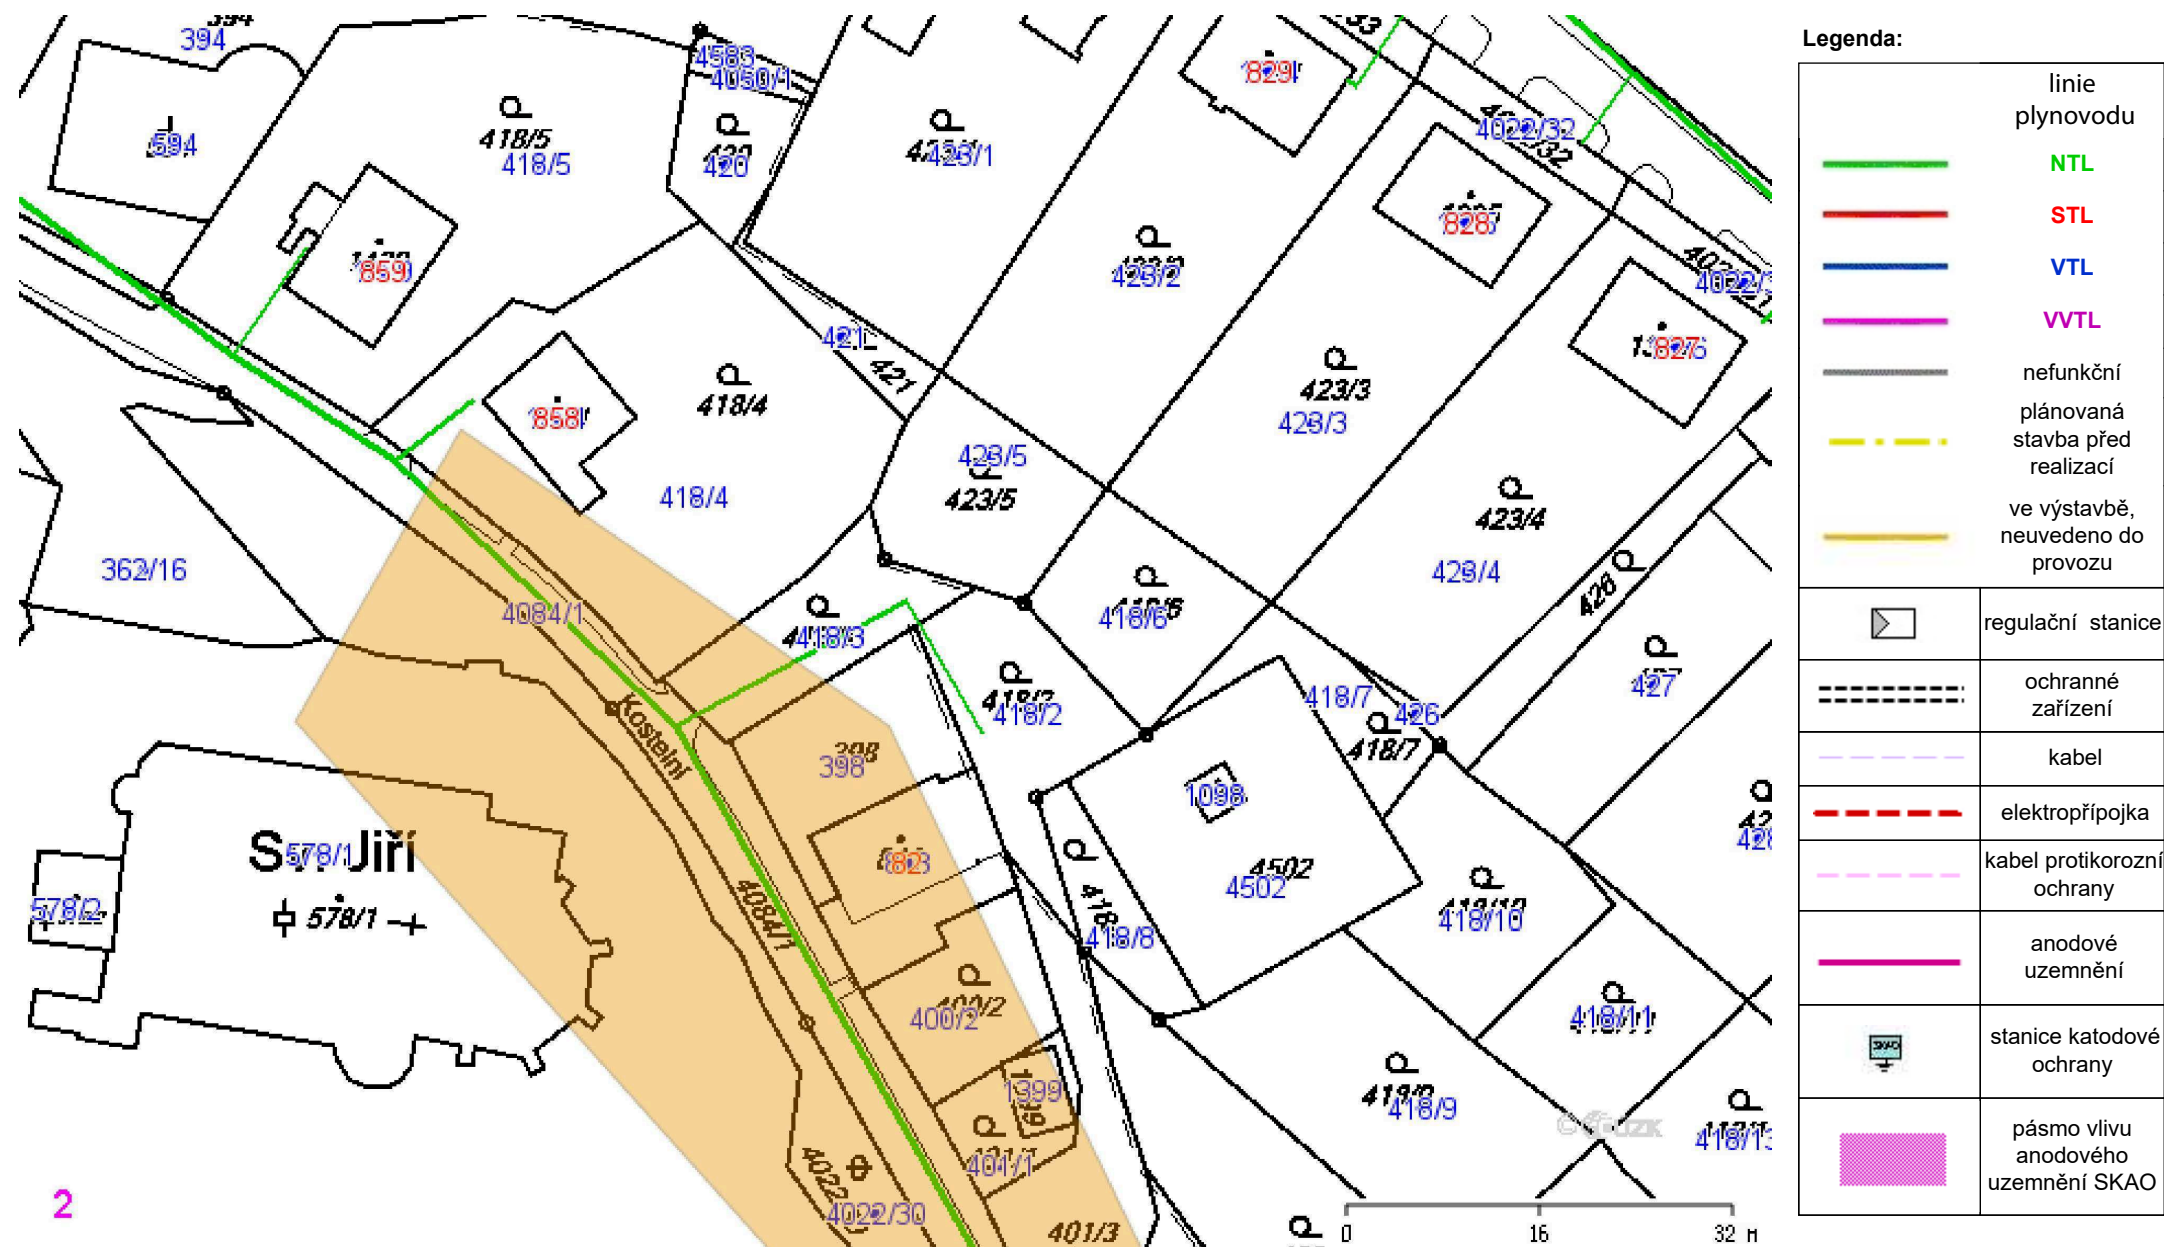 394
4583
4050/1
829
594
418/5
418/5
420
423/1
4022/32
828
859
423/2
421
421
827
858
418/4
418/4
423/3
423/3
423/5
423/5
423/4
423/4
362/16
4084/1
418/3
418/6
426
427
Kostelní
418/2
418/7
418/7
426
398
1098
578/1
578/1
578/2
82
4084/1
4502
4502
418/8
418/10
400/2
418/11
1399
418/9
401/1
4022/30
401/3
2
0 16 32 M
Legenda:
linie
plynovodu
NTL
STL
VTL
VVTL
nefunkční
plánovaná
stavba před
realizací
ve výstavbě,
neuvedeno do
provozu
regulační stanice
ochranné
zařízení
kabel
elektropřípojka
kabel protikorozní
ochrany
anodové
uzemnění
SKAO
stanice katodové
ochrany
pásmo vlivu
anodového
uzemnění SKAO